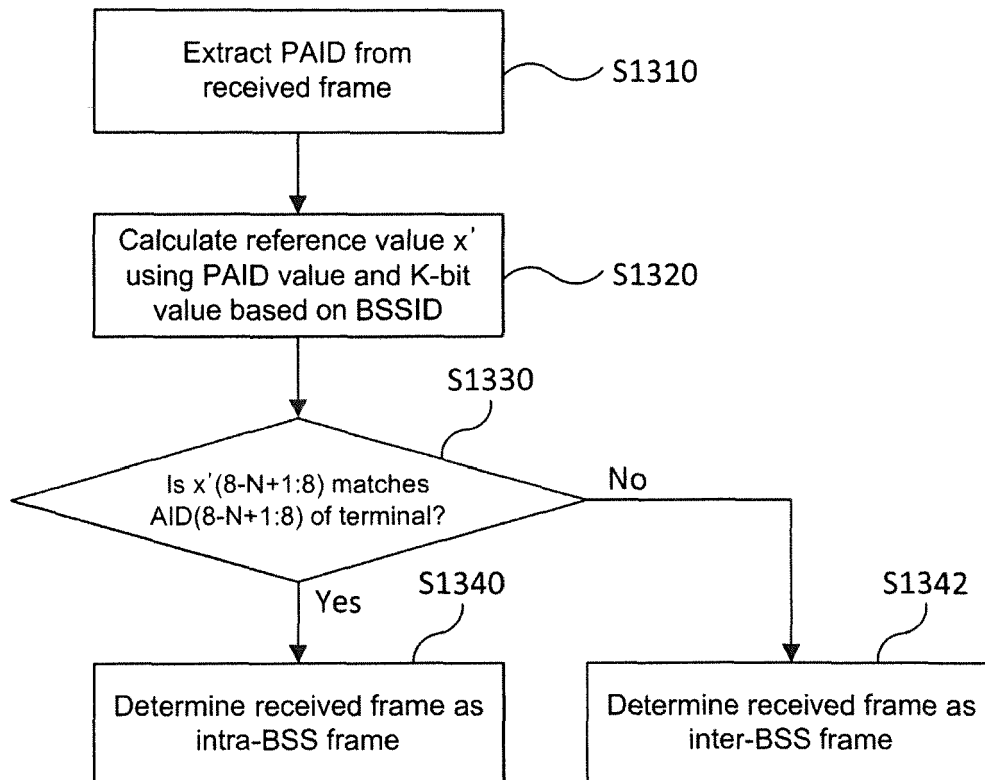 Extract PAID from
received frame
S1310
Calculate reference value x'
using PAID value and K-bit
value based on BSSID
S1320
S1330
Is x'(8-N+1:8) matches
AID(8-N+1:8) of terminal?
No
Yes
S1340
S1342
Determine received frame as
intra-BSS frame
Determine received frame as
inter-BSS frame